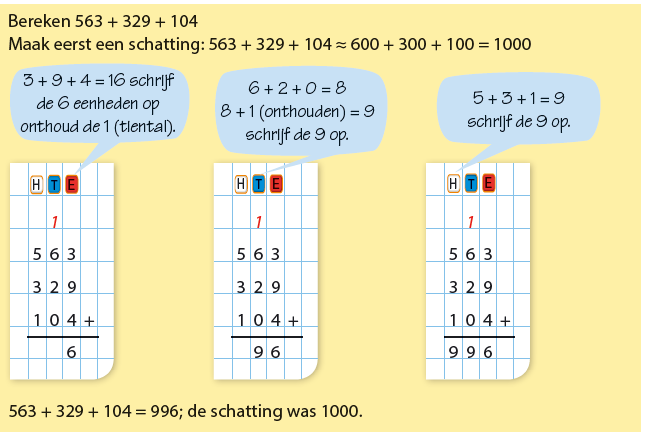 Bereken 563 + 329 + 104
Maak eerst een schatting: 563 + 329 + 104 ≈ 600 + 300 + 100 = 1000
3 + 9 + 4 = 16 schrijf
de 6 eenheden op
onthoud de 1 (tiental).
6 + 2 + 0 = 8
8 + 1 (onthouden) = 9
schrijf de 9 op.
5 + 3 + 1 = 9
schrijf de 9 op.
H T E
1
5 6 3
3 2 9
1 0 4 +
6
H T E
1
5 6 3
3 2 9
1 0 4 +
9 6
H T E
1
5 6 3
3 2 9
1 0 4 +
9 9 6
563 + 329 + 104 = 996; de schatting was 1000.